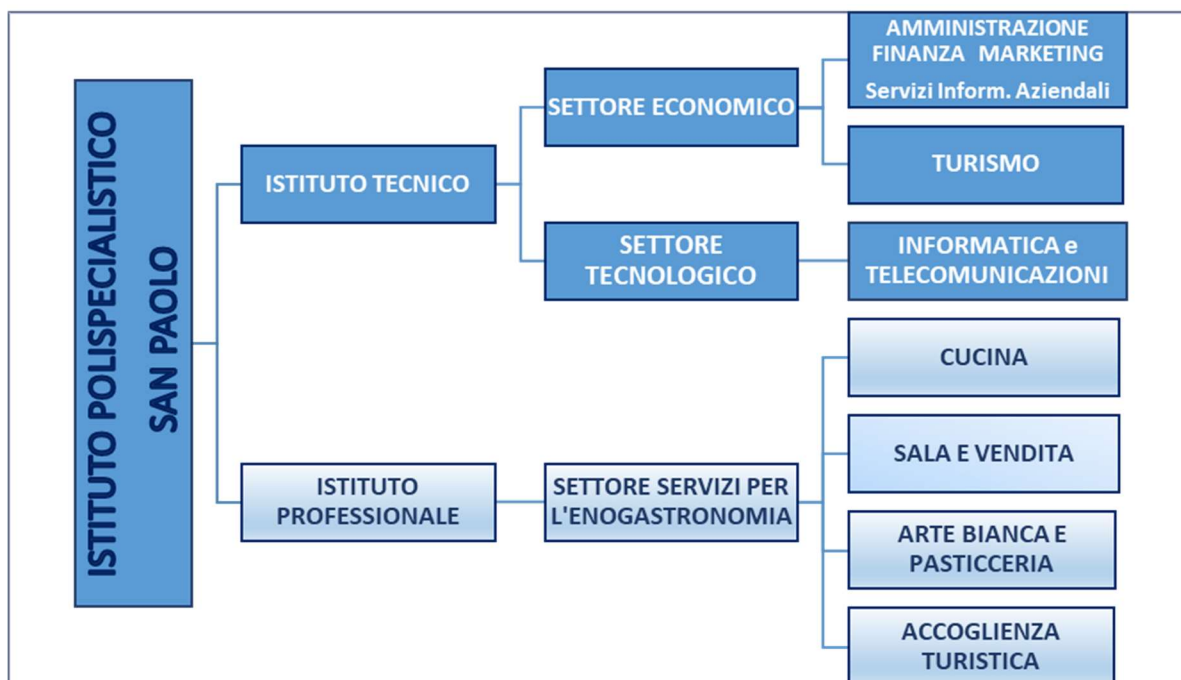 ISTITUTO POLISPECIALISTICO
SAN PAOLO
ISTITUTO TECNICO
SETTORE ECONOMICO
AMMINISTRAZIONE
FINANZA MARKETING
Servizi Inform. Aziendali
TURISMO
SETTORE
TECNOLOGICO
INFORMATICA e
TELECOMUNICAZIONI
ISTITUTO
PROFESSIONALE
SETTORE SERVIZI PER
L'ENOGASTRONOMIA
CUCINA
SALA E VENDITA
ARTE BIANCA E
PASTICCERIA
ACCOGLIENZA
TURISTICA